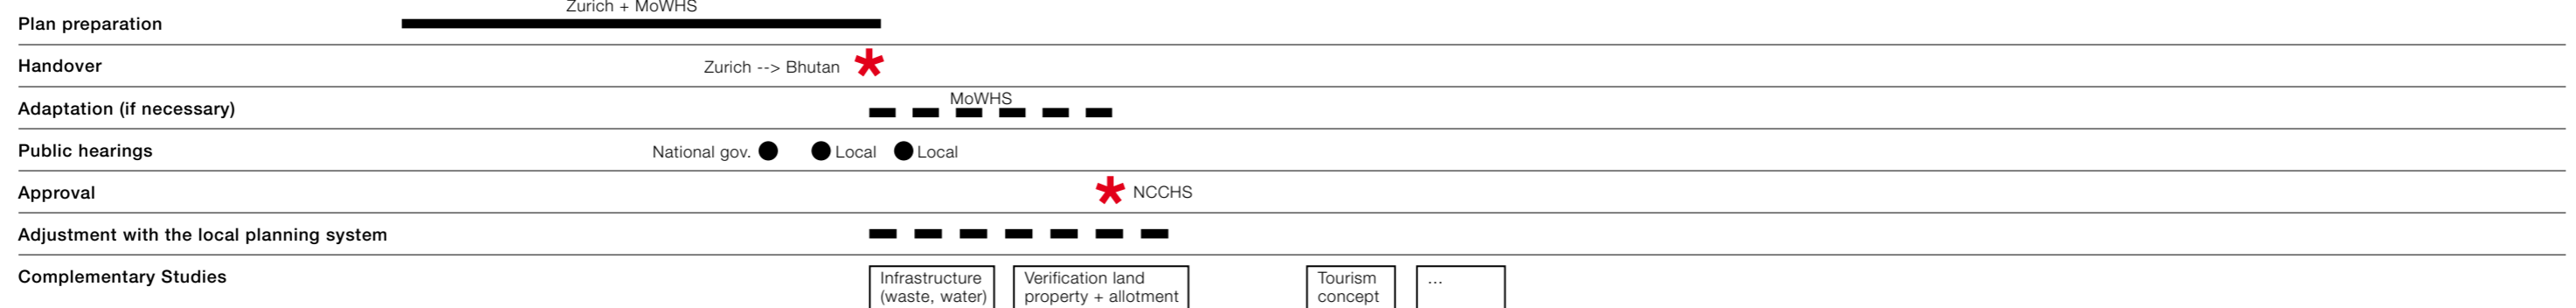 Zurich + MoWHS
Plan preparation
Handover
Zurich --> Bhutan
Adaptation (if necessary)
MoWHS
Public hearings
National gov.
Local
Local
Approval
NCCHS
Adjustment with the local planning system
Complementary Studies
Infrastructure
(waste, water)
Verification land
property + allotment
Tourism
concept
...